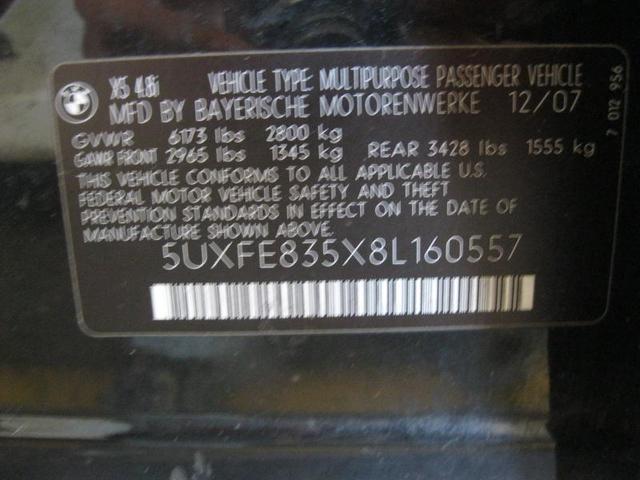 BMW
X5 4.8i VEHICLE TYPE MULTIPURPOSE PASSENGER VEHICLE
MFD BY BAYERISCHE MOTORENWERKE 12/07
GVWR 6173 lbs 2800 kg
GAWR FRONT 2965 lbs 1345 kg REAR 3428 lbs 1555 kg
THIS VEHICLE CONFORMS TO ALL APPLICABLE U.S.
FEDERAL MOTOR VEHICLE SAFETY AND THEFT
PREVENTION STANDARDS IN EFFECT ON THE DATE OF
MANUFACTURE SHOWN ABOVE.
5UXFE835X8L160557
7 012 956